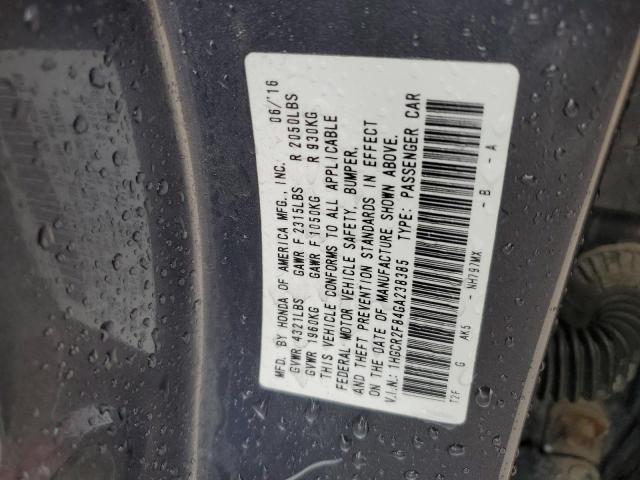 MFD. BY HONDA OF AMERICA MFG., INC. 06/'16
GVWR 4321LBS GAWR F 2315LBS R 2050LBS
GVWR 1960KG GAWR F 1050KG R 930KG
THIS VEHICLE CONFORMS TO ALL APPLICABLE
FEDERAL MOTOR VEHICLE SAFETY, BUMPER,
AND THEFT PREVENTION STANDARDS IN EFFECT
ON THE DATE OF MANUFACTURE SHOWN ABOVE.
V.I.N.: 1HGCR2F84GA238385 TYPE: PASSENGER CAR
T2F G AK5 - NH797MX - B - A